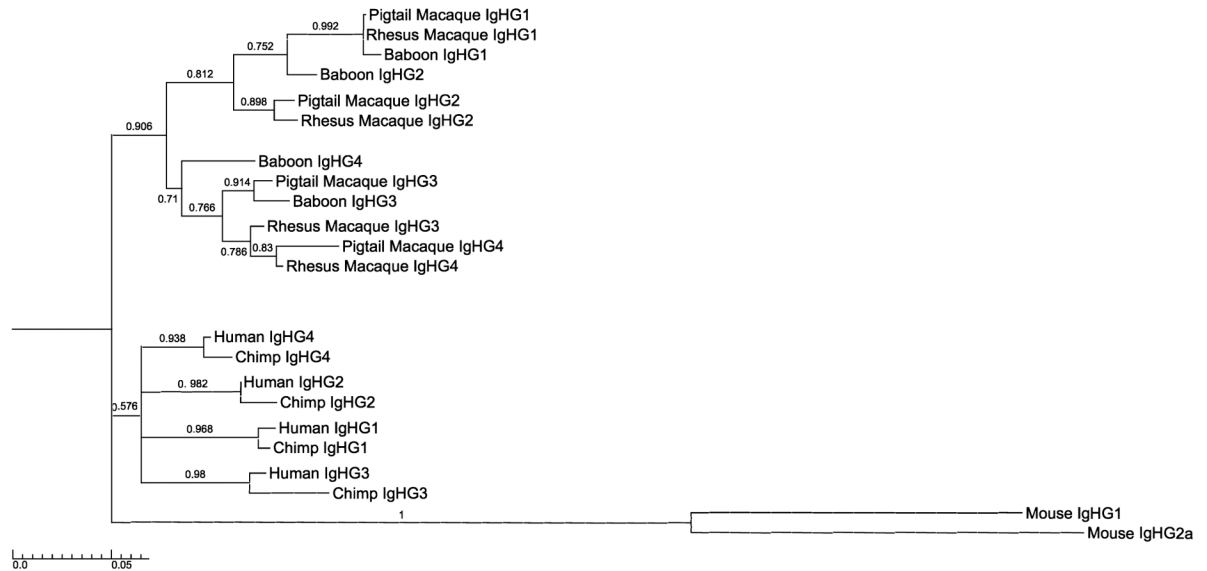 Pigtail Macaque IgHG1
0.992
Rhesus Macaque IgHG1
0.752
Baboon IgHG1
0.812
Baboon IgHG2
0.898
Pigtail Macaque IgHG2
Rhesus Macaque IgHG2
0.906
Baboon IgHG4
0.914
Pigtail Macaque IgHG3
0.71
0.766
Baboon IgHG3
Rhesus Macaque IgHG3
0.786
0.83
Pigtail Macaque IgHG4
Rhesus Macaque IgHG4
0.938
Human IgHG4
Chimp IgHG4
0. 982
Human IgHG2
0.576
Chimp IgHG2
0.968
Human IgHG1
Chimp IgHG1
0.98
Human IgHG3
Chimp IgHG3
1
Mouse IgHG1
Mouse IgHG2a
0.0 0.05